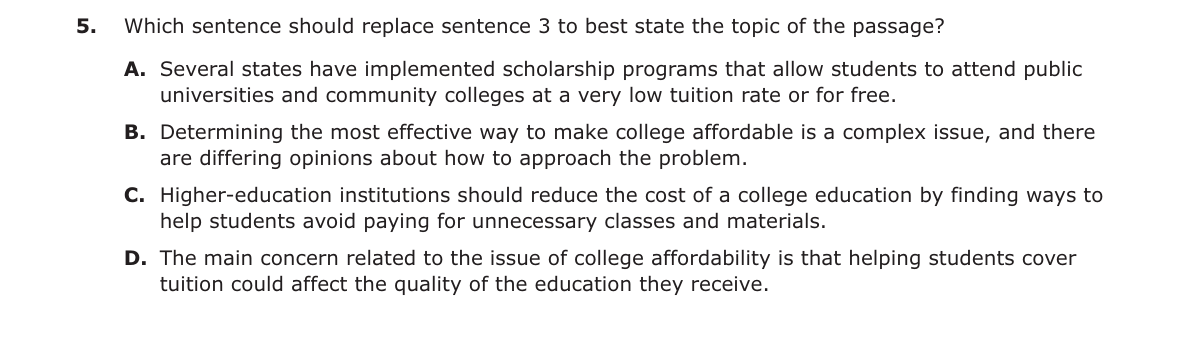 5. Which sentence should replace sentence 3 to best state the topic of the passage?
A. Several states have implemented scholarship programs that allow students to attend public
universities and community colleges at a very low tuition rate or for free.
B. Determining the most effective way to make college affordable is a complex issue, and there
are differing opinions about how to approach the problem.
C. Higher-education institutions should reduce the cost of a college education by finding ways to
help students avoid paying for unnecessary classes and materials.
D. The main concern related to the issue of college affordability is that helping students cover
tuition could affect the quality of the education they receive.